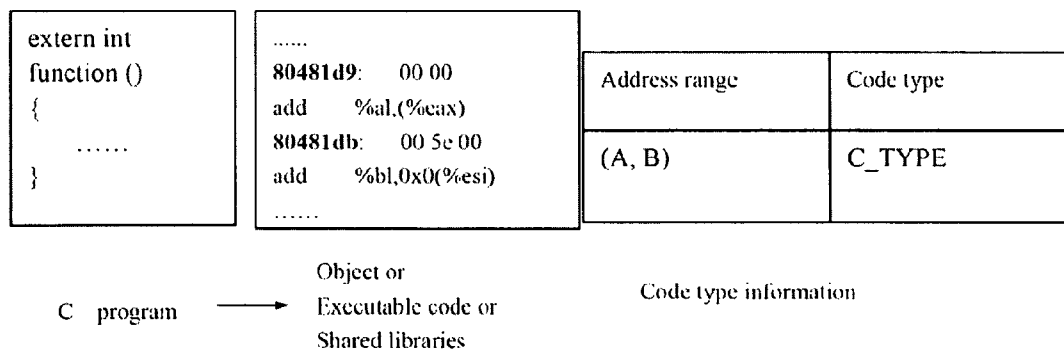 extern int
function ()
{
......
}
......
80481d9: 00 00
add %al,(%eax)
80481db: 00 5e 00
add %bl,0x0(%esi)
......
Address range Code type
(A, B) C_TYPE
C program
Object or
Executable code or
Shared libraries
Code type information